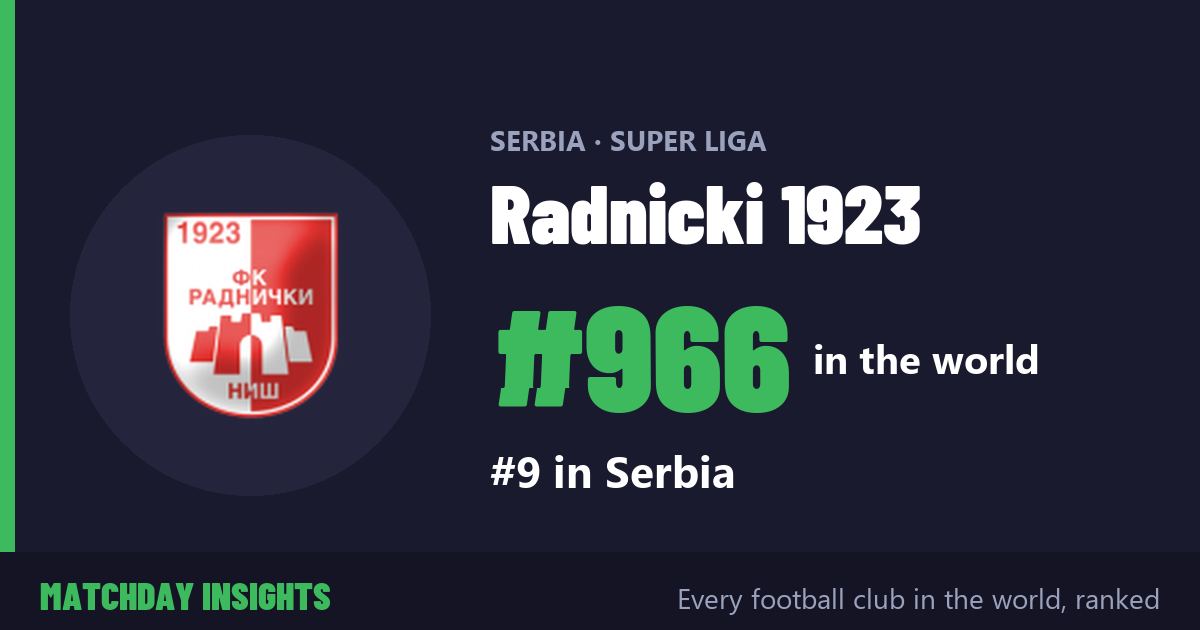 1923
ФК
РАДНИЧКИ
НИШ
SERBIA · SUPER LIGA
Radnicki 1923
#966 in the world
#9 in Serbia
MATCHDAY INSIGHTS
Every football club in the world, ranked